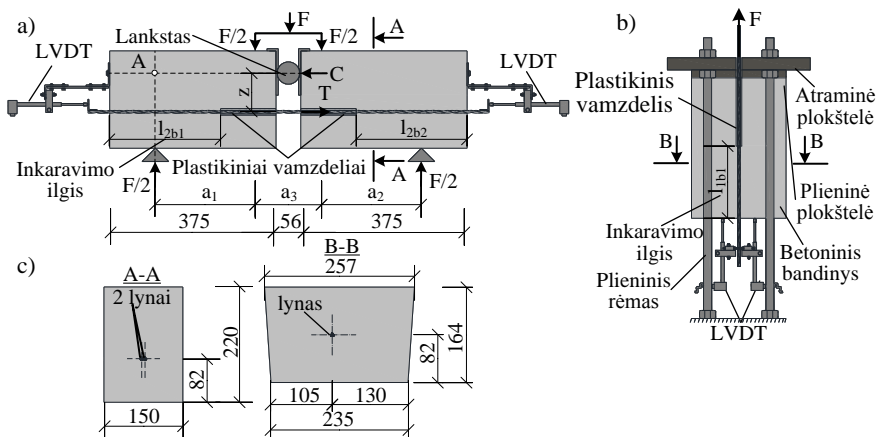 a)
F
F/2
F/2
A
Lankstas
LVDT
LVDT
A
C
z
T
l2b1
l2b2
Inkaravimo
ilgis
Plastikiniai vamzdeliai
F/2
A
F/2
a1
a3
a2
375
56
375
b)
F
Plastikinis
vamzdelis
Atraminė
plokštelė
B
B
l1b1
Plieninė
plokštelė
Inkaravimo
ilgis
Betoninis
bandinys
Plieninis
rėmas
LVDT
c)
A-A
2 lynai
220
82
150
B-B
257
lynas
82
164
105
130
235